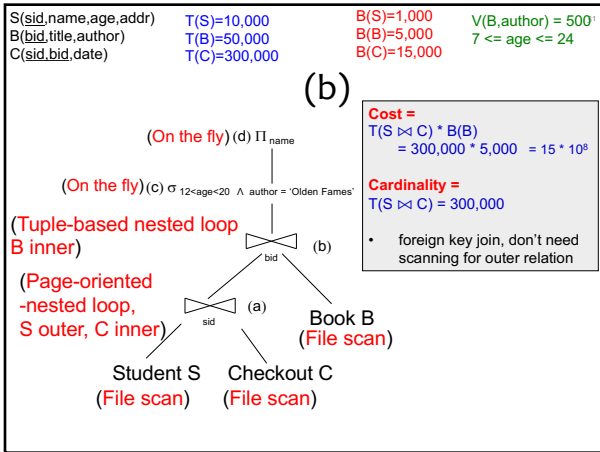 S(sid,name,age,addr)
B(bid,title,author)
C(sid,bid,date)
T(S)=10,000
T(B)=50,000
T(C)=300,000
B(S)=1,000
B(B)=5,000
B(C)=15,000
V(B,author) = 500
7 <= age <= 24
(b)
Cost =
T(S ⋈ C) * B(B)
= 300,000 * 5,000 = 15 * 10⁸
Cardinality =
T(S ⋈ C) = 300,000
• foreign key join, don't need
scanning for outer relation
(On the fly) (d) Π name
(On the fly) (c) σ 12<age<20 Λ author = 'Olden Fames'
(Tuple-based nested loop
B inner)
(b)
bid
(Page-oriented
-nested loop,
S outer, C inner)
(a)
sid
Book B
(File scan)
Student S
(File scan)
Checkout C
(File scan)